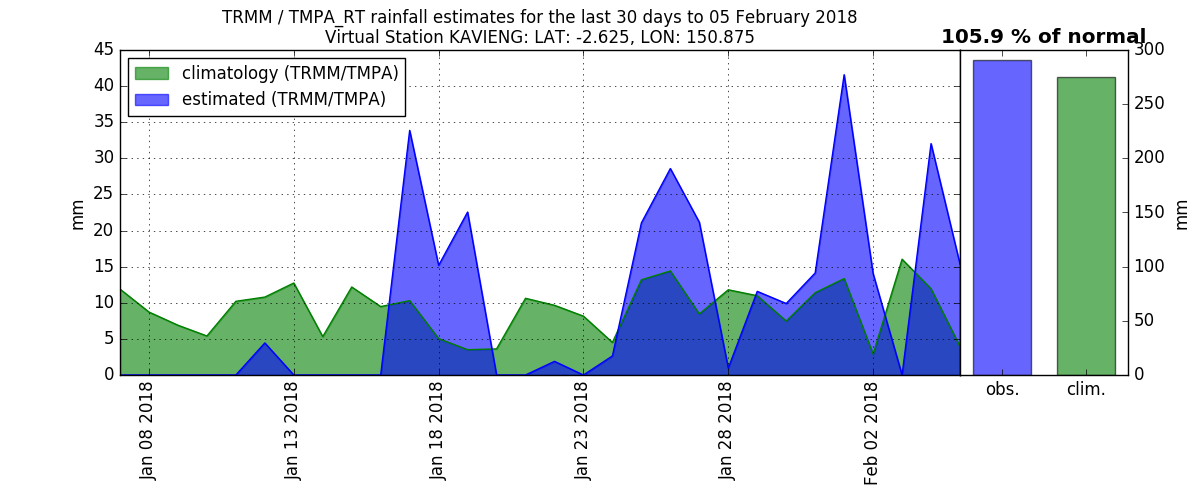 TRMM / TMPA_RT rainfall estimates for the last 30 days to 05 February 2018
Virtual Station KAVIENG: LAT: -2.625, LON: 150.875
105.9 % of normal
climatology (TRMM/TMPA)
estimated (TRMM/TMPA)
45
40
35
30
25
20
15
10
5
0
mm
Jan 08 2018
Jan 13 2018
Jan 18 2018
Jan 23 2018
Jan 28 2018
Feb 02 2018
300
250
200
150
100
50
0
mm
obs.
clim.